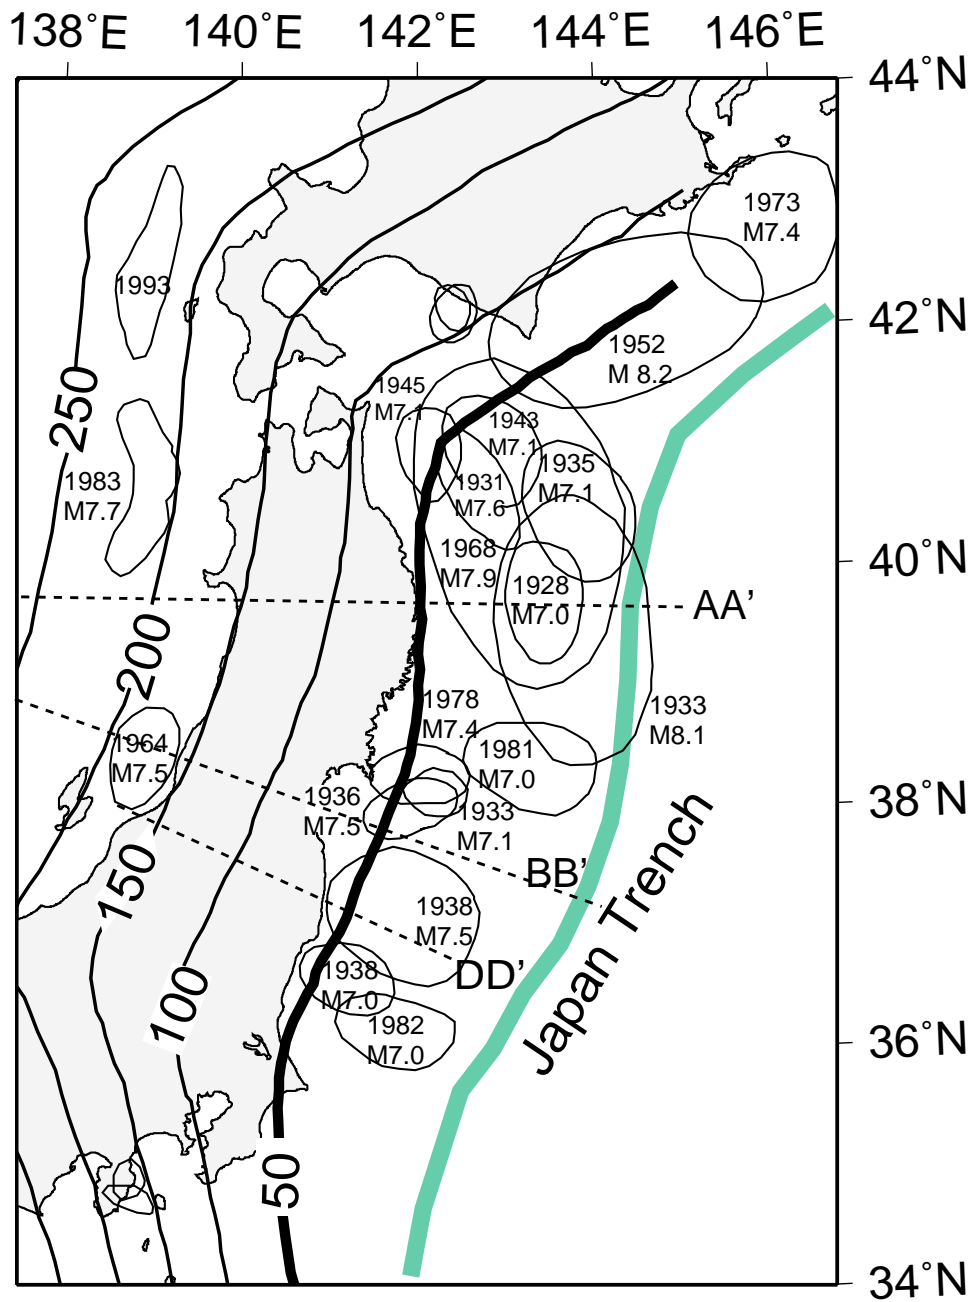 138°E 140°E 142°E 144°E 146°E
44°N
42°N
40°N
38°N
36°N
34°N
1973
M7.4
1993
1952
M 8.2
250
1945
M7.1
1943
M7.1
1935
M7.1
1983
M7.7
1931
M7.6
1968
M7.9
1928
M7.0
AA’
200
1978
M7.4
1933
M8.1
1964
M7.5
1981
M7.0
1936
M7.5
1933
M7.1
150
BB’
1938
M7.5
DD’
Japan Trench
1938
M7.0
100
1982
M7.0
50